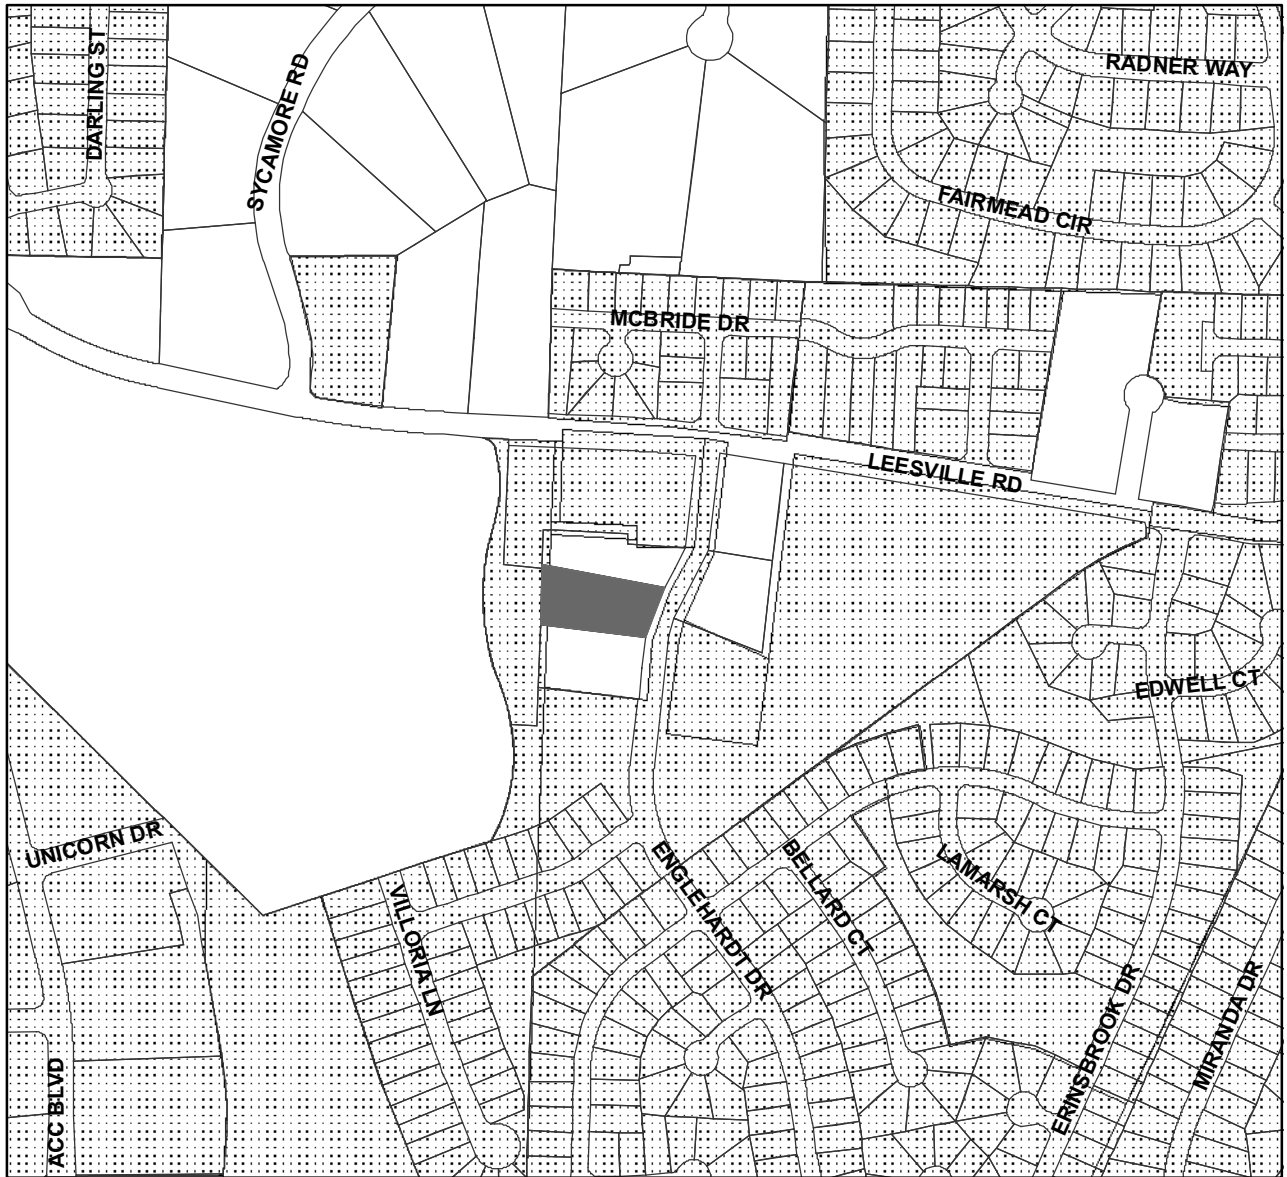 DARLING ST
SYCAMORE RD
RADNER WAY
FAIRMEAD CIR
MCBRIDE DR
LEESVILLE RD
EDWELL CT
UNICORN DR
VILLORIA LN
ENGLEHARDT DR
BELLARD CT
LAMARSH CT
ERINSBROOK DR
MIRANDA DR
ACC BLVD